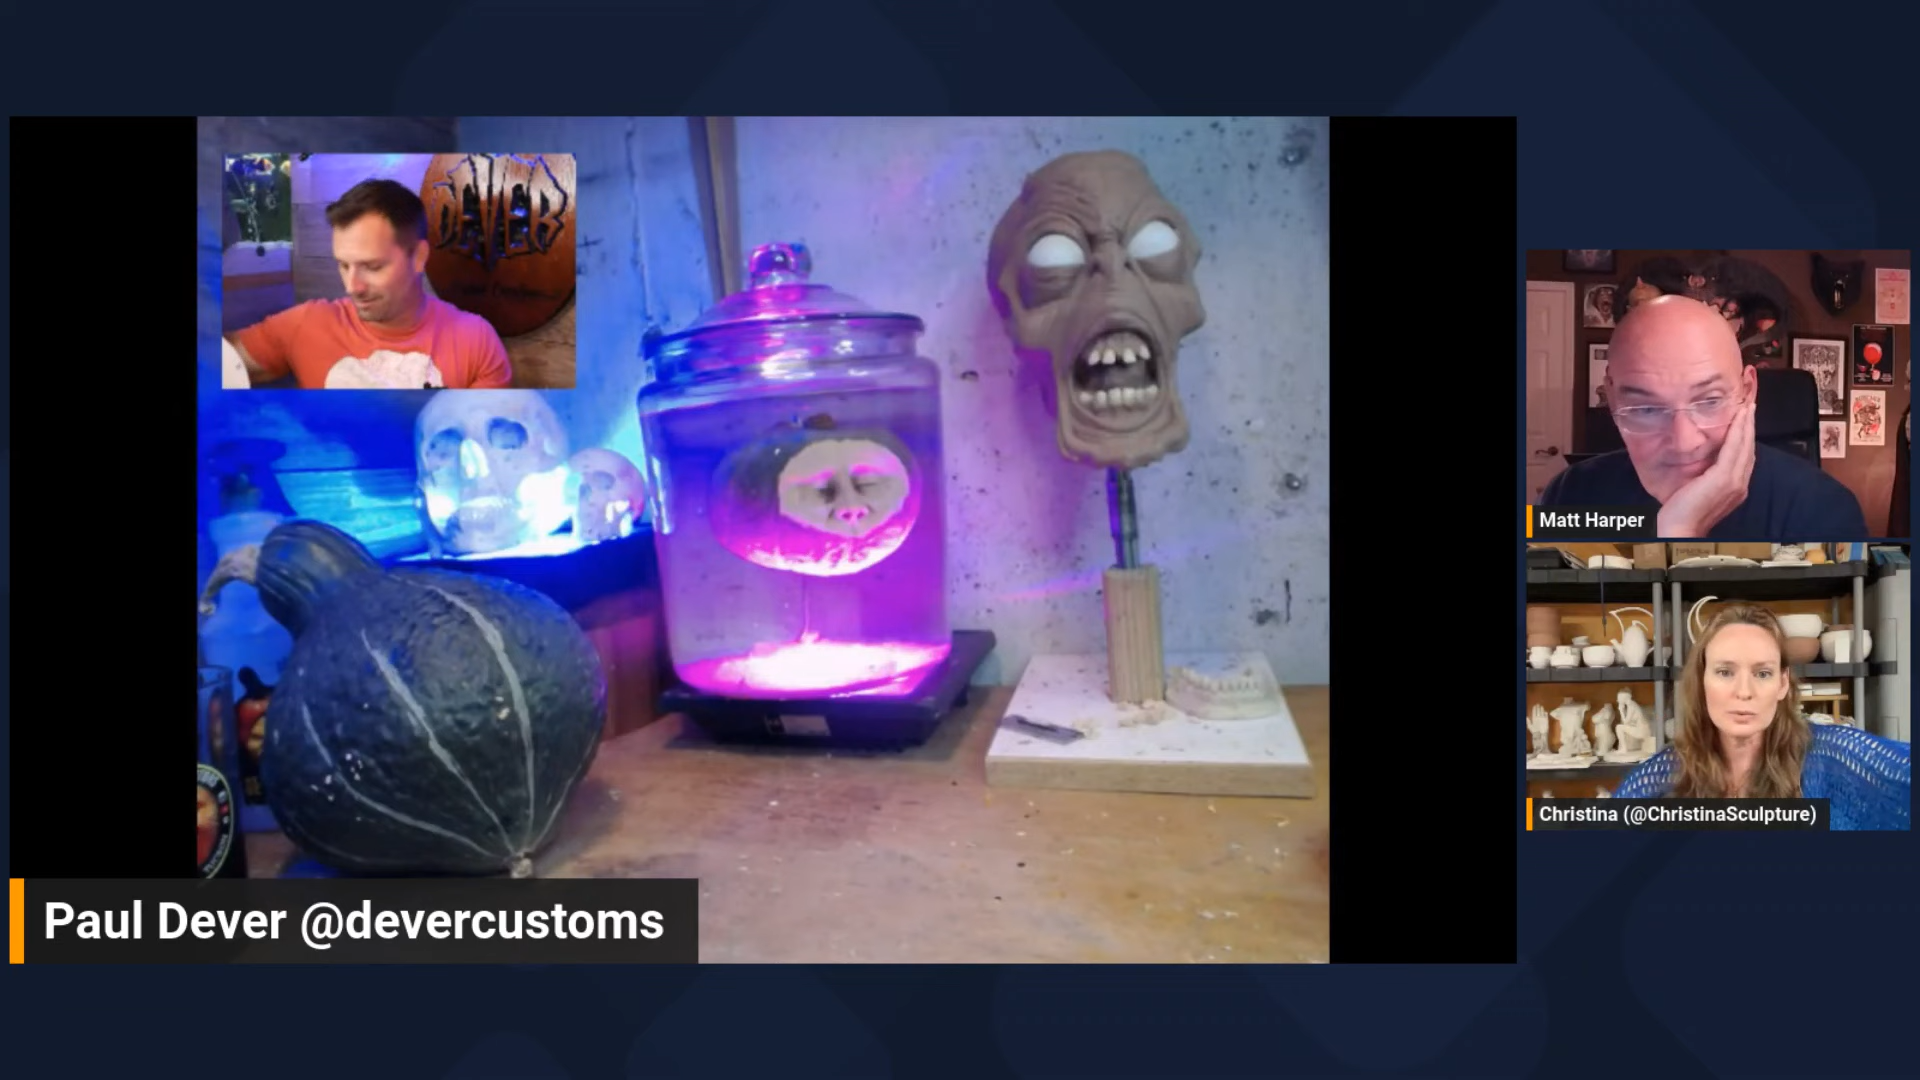 DEVER
Paul Dever @devercustoms
Matt Harper
Christina (@ChristinaSculpture)